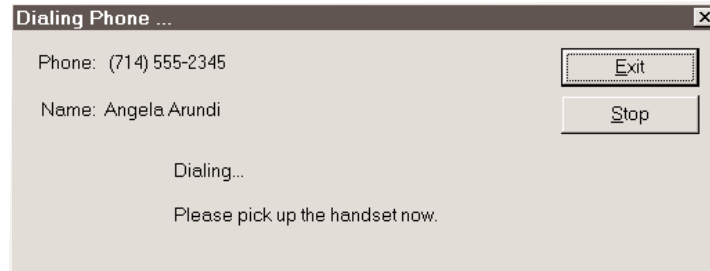 Dialing Phone ...
Phone: (714) 555-2345
Exit
Name: Angela Arundi
Stop
Dialing...
Please pick up the handset now.